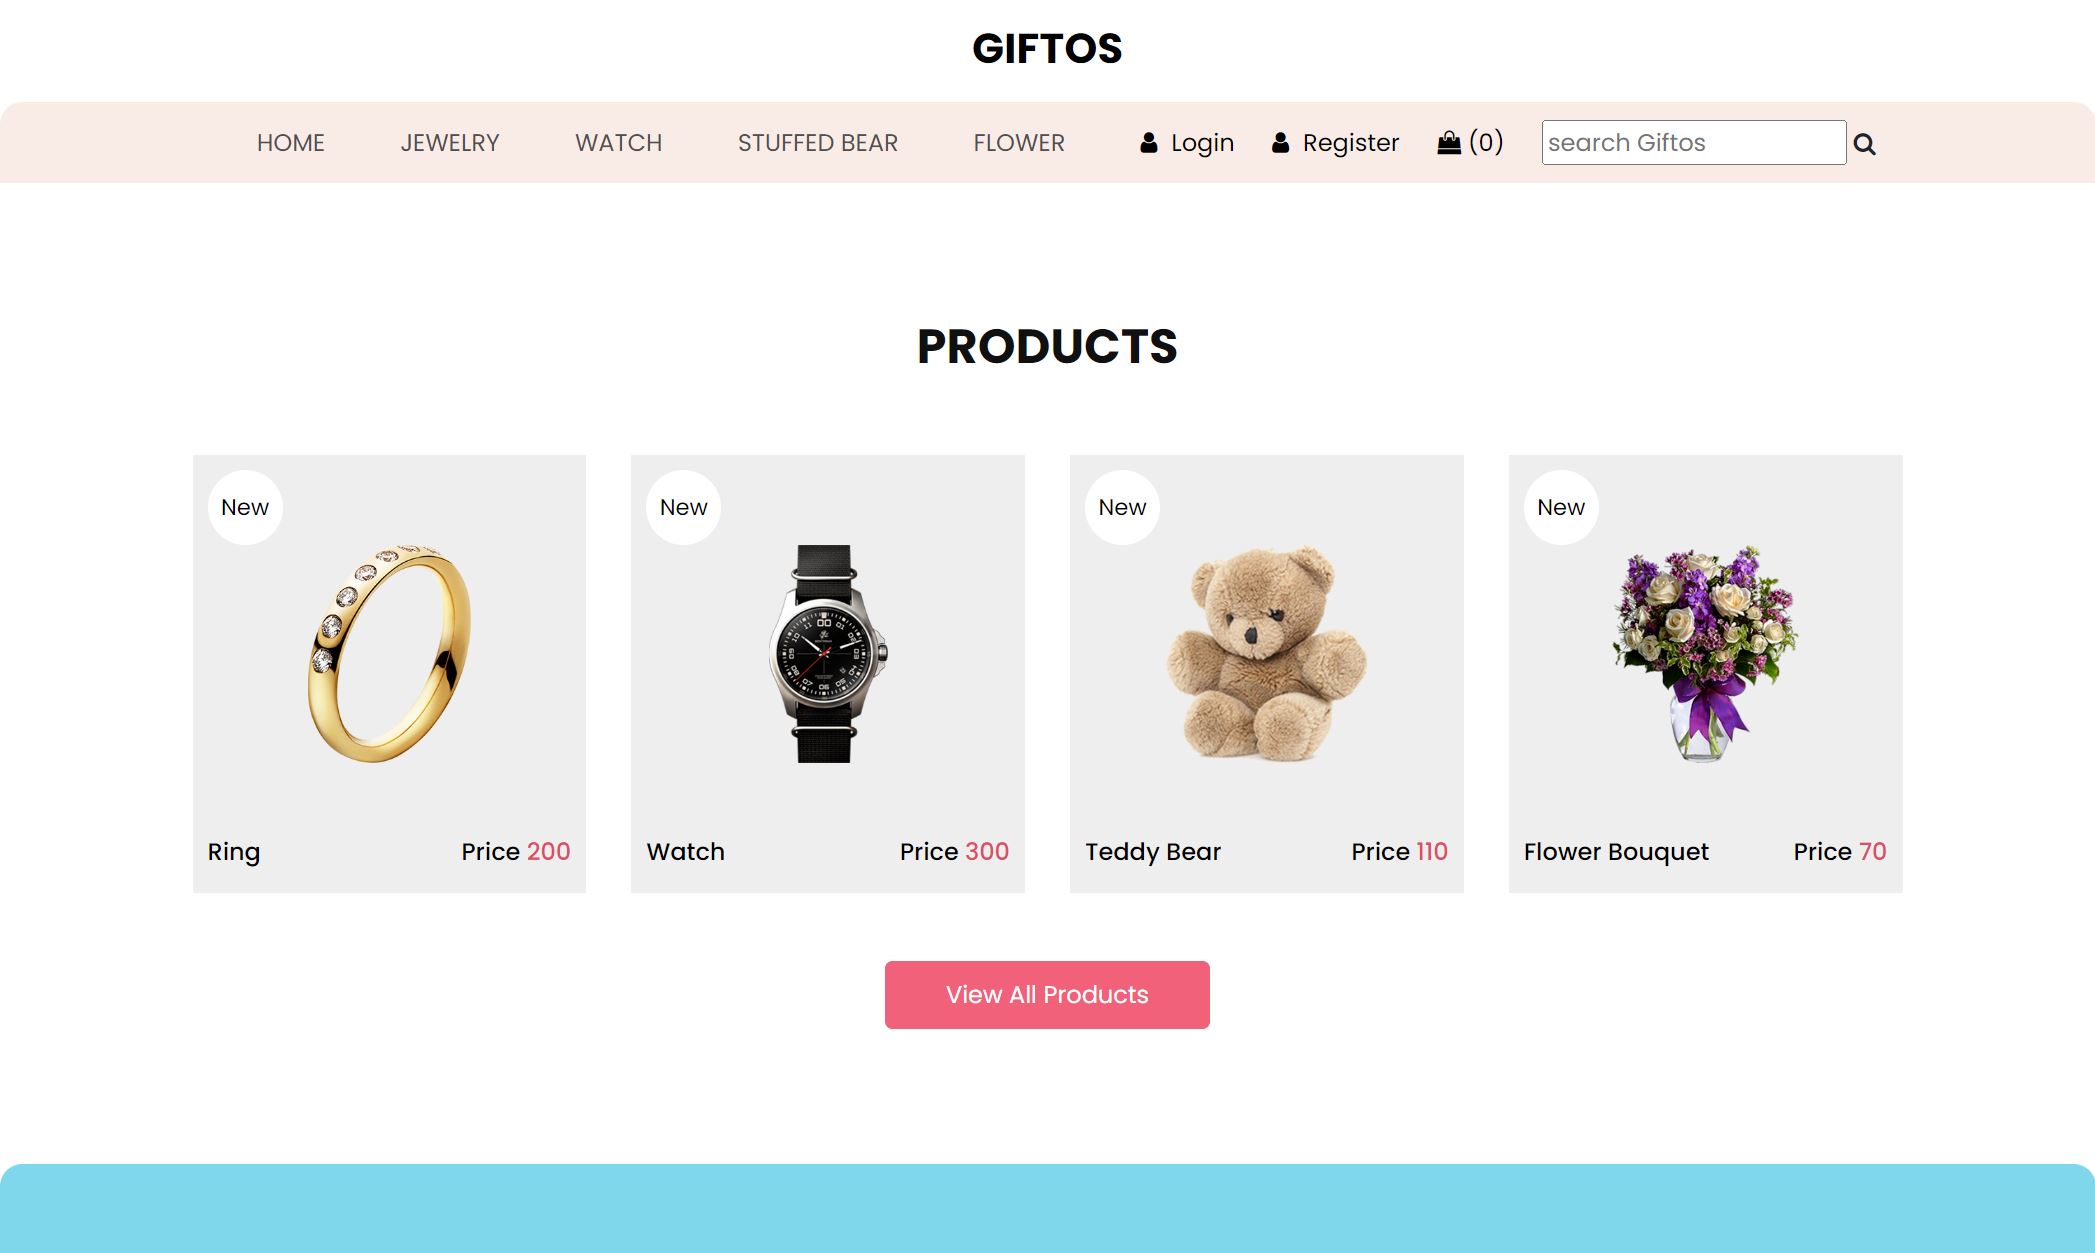 GIFTOS
HOME JEWELRY WATCH STUFFED BEAR FLOWER Login Register (0) search Giftos
PRODUCTS
New New New New
Ring Price 200 Watch Price 300 Teddy Bear Price 110 Flower Bouquet Price 70
View All Products